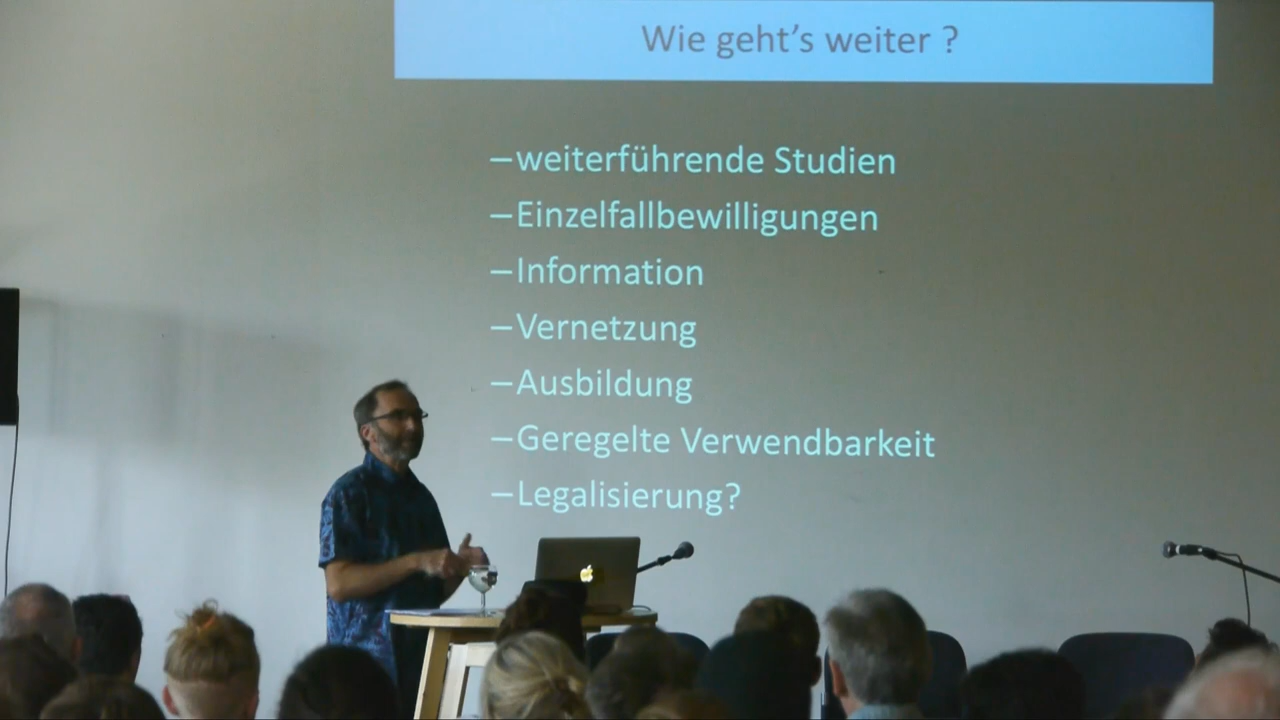 Wie geht's weiter ?
–weiterführende Studien
–Einzelfallbewilligungen
–Information
–Vernetzung
–Ausbildung
–Geregelte Verwendbarkeit
–Legalisierung?